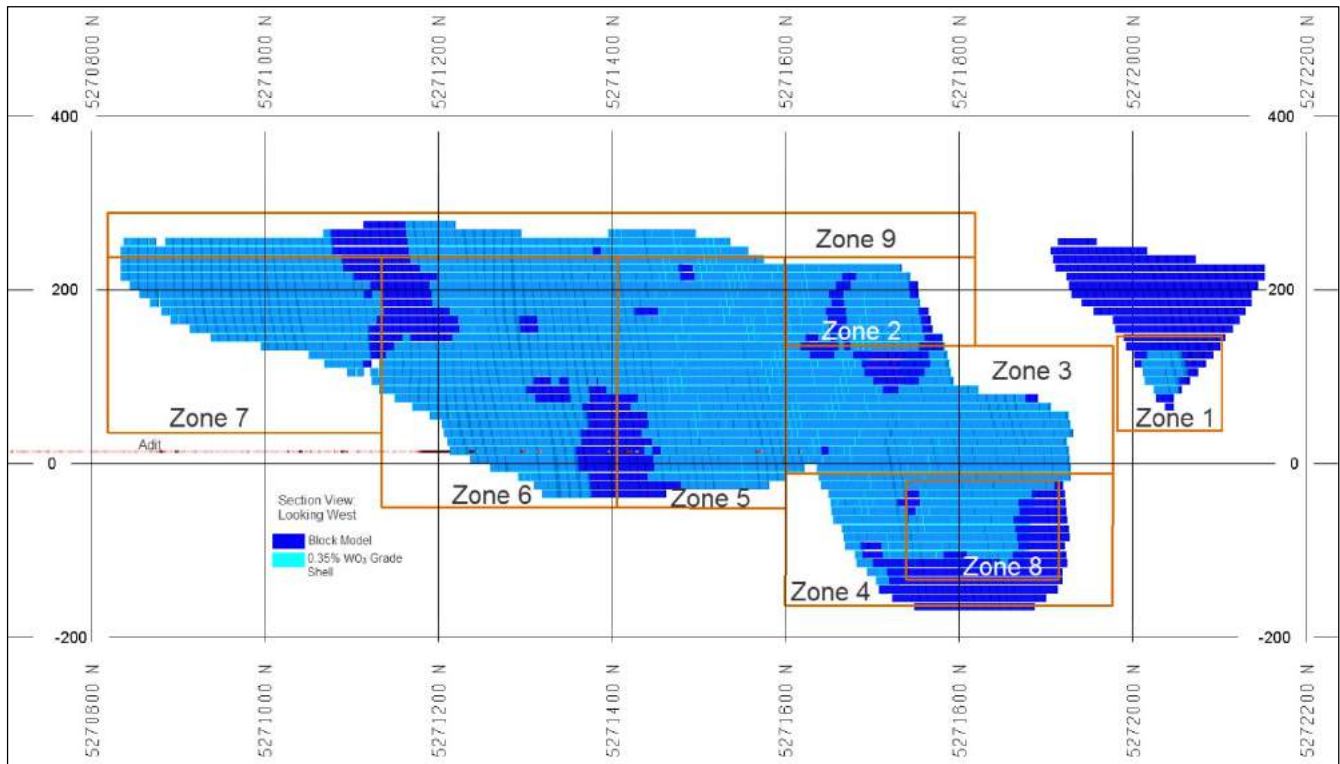 5270800 N
5271000 N
5271200 N
5271400 N
5271600 N
5271800 N
5272000 N
5272200 N
400
400
Zone 9
200
200
Zone 2
Zone 3
Zone 7
Zone 1
Adit
0
0
Zone 6
Zone 5
Section View:
Looking West
Block Model
0.35% WO₃ Grade
Shell
Zone 8
Zone 4
-200
-200
5270800 N
5271000 N
5271200 N
5271400 N
5271600 N
5271800 N
5272000 N
5272200 N